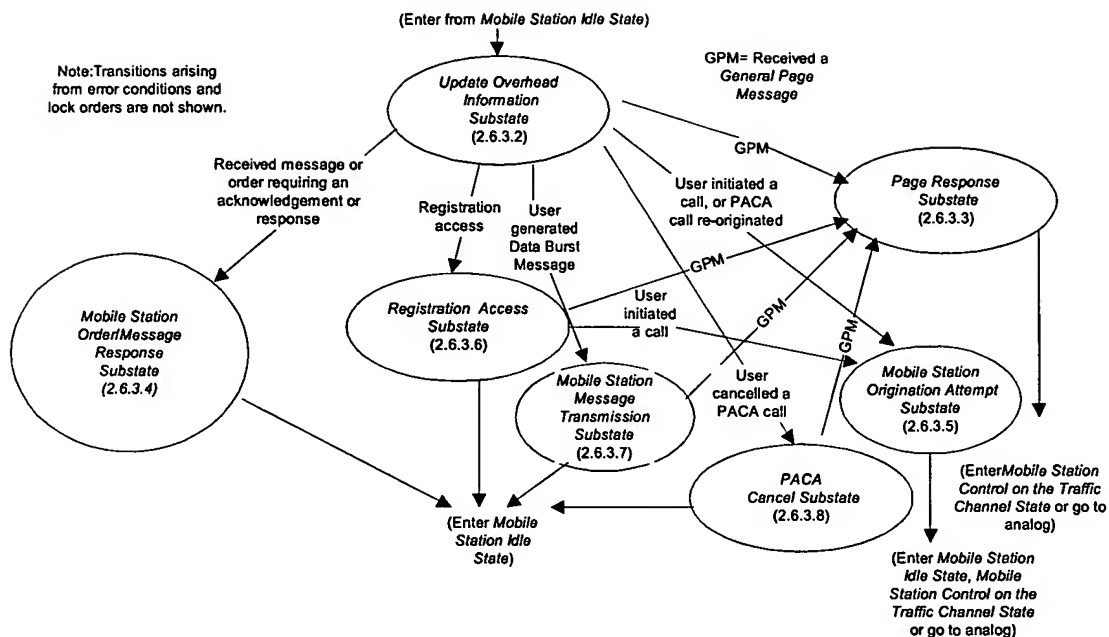 (Enter from Mobile Station Idle State)
Note:Transitions arising
from error conditions and
lock orders are not shown.
GPM= Received a
General Page
Message
Update Overhead
Information
Substate
(2.6.3.2)
GPM
Received message or
order requiring an
acknowledgement or
response
Registration
access
User
generated
Data Burst
Message
User initiated a
call, or PACA
call re-originated
Page Response
Substate
(2.6.3.3)
GPM
Mobile Station
Order/Message
Response
Substate
(2.6.3.4)
Registration Access
Substate
(2.6.3.6)
User
initiated
a call
GPM
GPM
Mobile Station
Message
Transmission
Substate
(2.6.3.7)
User
cancelled a
PACA call
Mobile Station
Origination Attempt
Substate
(2.6.3.5)
PACA
Cancel Substate
(2.6.3.8)
(EnterMobile Station
Control on the Traffic
Channel State or go to
analog)
(Enter Mobile
Station Idle
State)
(Enter Mobile Station
Idle State, Mobile
Station Control on the
Traffic Channel State
or go to analog)